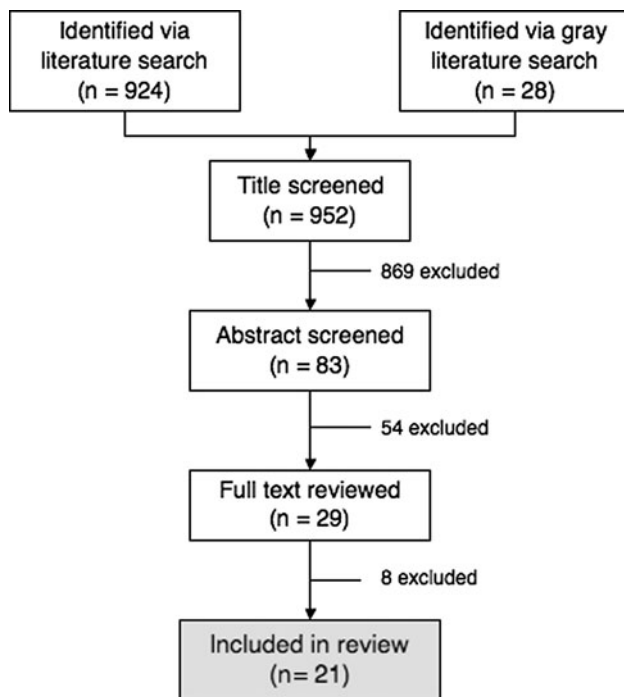 Identified via
literature search
(n = 924)
Identified via gray
literature search
(n = 28)
Title screened
(n = 952)
869 excluded
Abstract screened
(n = 83)
54 excluded
Full text reviewed
(n = 29)
8 excluded
Included in review
(n= 21)